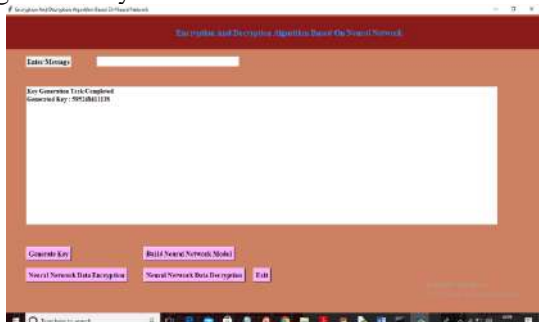 Encryption And Decryption Algorithm Based On Neural Network
Encryption And Decryption Algorithm Based On Neural Network
Enter Message
Key Generation Task Completed
Generated Key :
Generate Key
Build Neural Network Model
Neural Network Data Encryption
Neural Network Data Decryption
Exit